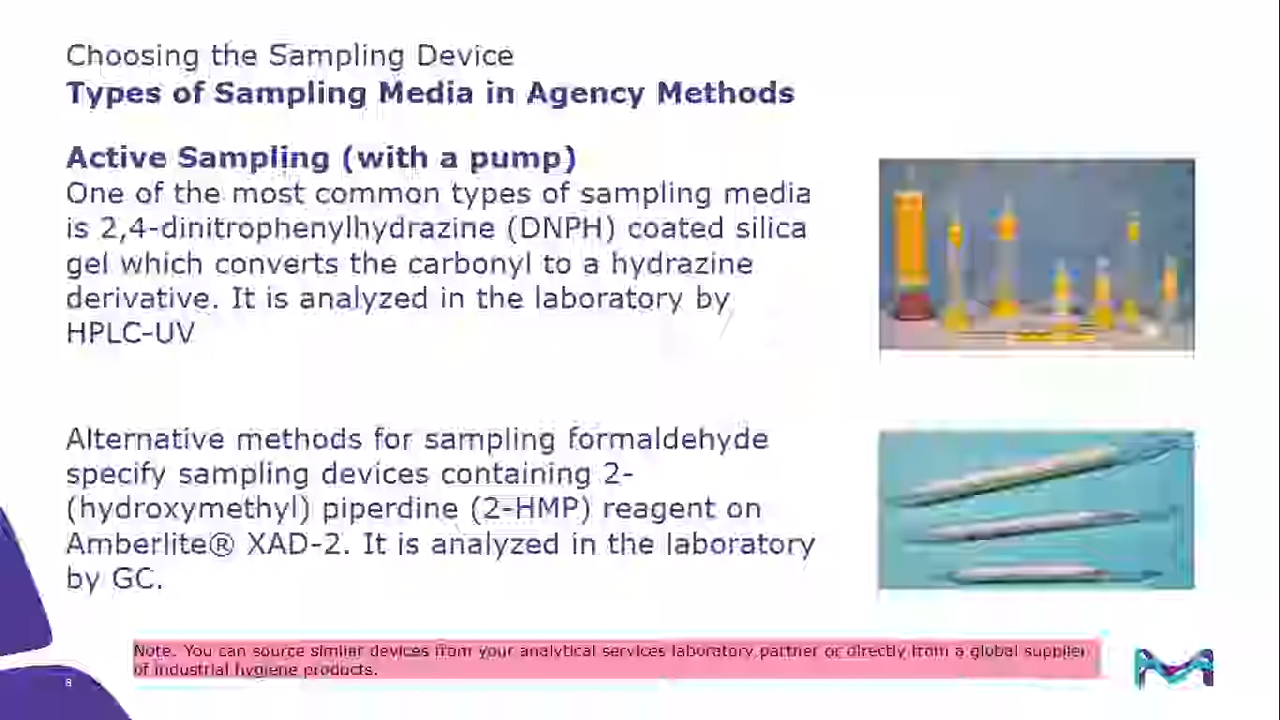 Choosing the Sampling Device
Types of Sampling Media in Agency Methods
Active Sampling (with a pump)
One of the most common types of sampling media
is 2,4-dinitrophenylhydrazine (DNPH) coated silica
gel which converts the carbonyl to a hydrazine
derivative. It is analyzed in the laboratory by
HPLC-UV
Alternative methods for sampling formaldehyde
specify sampling devices containing 2-
(hydroxymethyl) piperdine (2-HMP) reagent on
Amberlite® XAD-2. It is analyzed in the laboratory
by GC.
Note. You can source similar devices from your analytical services laboratory partner or directly from a global supplier
of industrial hygiene products.
8
M